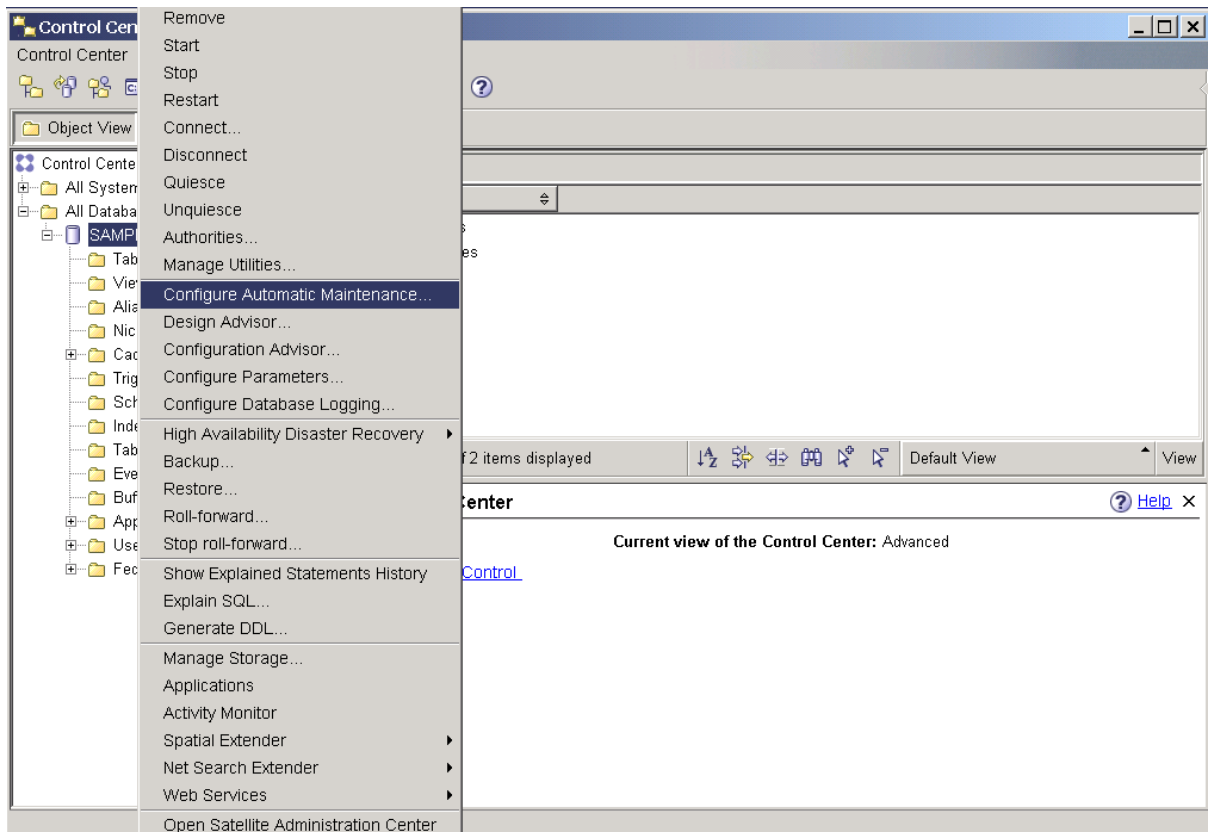 Control Cen
Control Center
Object View
Control Cente
All System
All Databa
SAMPL
Tab
View
Alia
Nic
Cac
Trig
Sch
Inde
Tab
Eve
Buf
App
Use
Fed
Remove
Start
Stop
Restart
Connect...
Disconnect
Quiesce
Unquiesce
Authorities...
Manage Utilities...
Configure Automatic Maintenance...
Design Advisor...
Configuration Advisor...
Configure Parameters...
Configure Database Logging...
High Availability Disaster Recovery
Backup...
Restore...
Roll-forward...
Stop roll-forward...
Show Explained Statements History
Explain SQL...
Generate DDL...
Manage Storage...
Applications
Activity Monitor
Spatial Extender
Net Search Extender
Web Services
Open Satellite Administration Center
es
f 2 items displayed
Default View
View
Center
Help
Current view of the Control Center: Advanced
Control